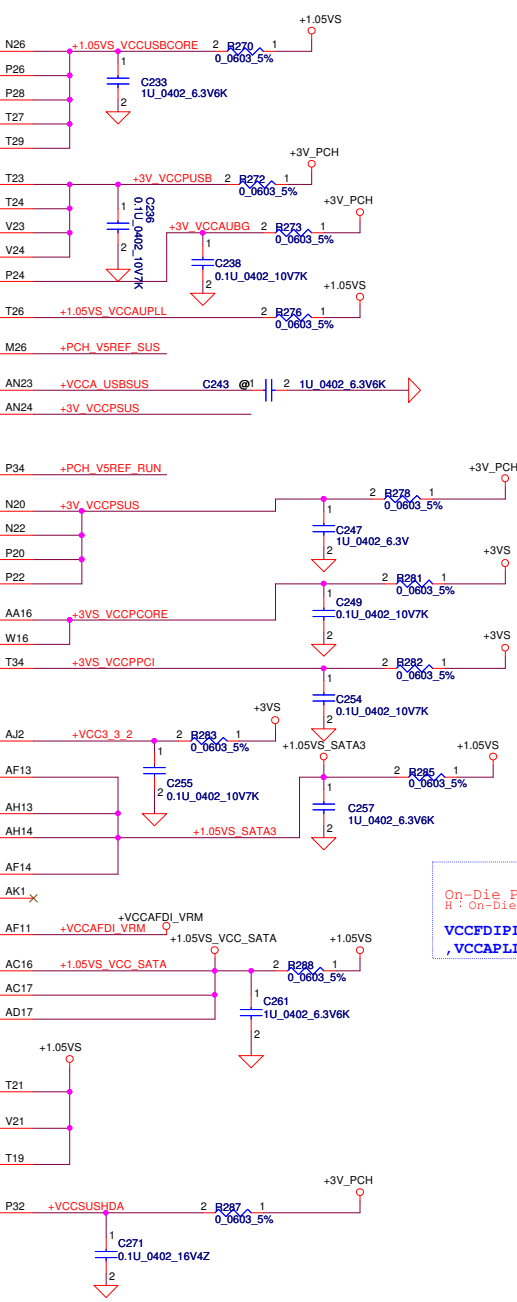 +1.05VS
N26 +1.05VS_VCCUSBCORE 2 R270 1
0_0603_5%
P26 1 C233
1U_0402_6.3V6K
P28 2
T27
T29
+3V_PCH
T23 +3V_VCCPUSB 2 R272 1
0_0603_5%
T24 1 C236
0.1U_0402_10V7K
2
+3V_PCH
V23 +3V_VCCAUBG 2 R273 1
0_0603_5%
V24
1 C238
0.1U_0402_10V7K
2
P24
+1.05VS
T26 +1.05VS_VCCAUPLL 2 R276 1
0_0603_5%
M26 +PCH_V5REF_SUS
AN23 +VCCA_USBSUS C243 @ 1 2 1U_0402_6.3V6K
AN24 +3V_VCCPSUS
P34 +PCH_V5REF_RUN
+3V_PCH
N20 +3V_VCCPSUS 2 R278 1
0_0603_5%
N22 1 C247
1U_0402_6.3V
2
P20
P22
+3VS
AA16 +3VS_VCCPCORE 2 R281 1
0_0603_5%
W16 1 C249
0.1U_0402_10V7K
2
+3VS
T34 +3VS_VCCPPCI 2 R282 1
0_0603_5%
1 C254
0.1U_0402_10V7K
2
+3VS
AJ2 +VCC3_3_2 2 R283 1
0_0603_5%
1 C255
2 0.1U_0402_10V7K
+1.05VS_SATA3 +1.05VS
AF13 2 R285 1
0_0603_5%
AH13 1 C257
1U_0402_6.3V6K
2
AH14 +1.05VS_SATA3
AF14
AK1
On-Die P
H : On-Die
VCCFDIPI
,VCCAPLI
+VCCAFDI_VRM
AF11 +VCCAFDI_VRM
+1.05VS_VCC_SATA +1.05VS
AC16 +1.05VS_VCC_SATA 2 R288 1
0_0603_5%
AC17 1 C261
1U_0402_6.3V6K
AD17 2
+1.05VS
T21
V21
T19
+3V_PCH
P32 +VCCSUSHDA 2 R287 1
0_0603_5%
1 C271
0.1U_0402_16V4Z
2